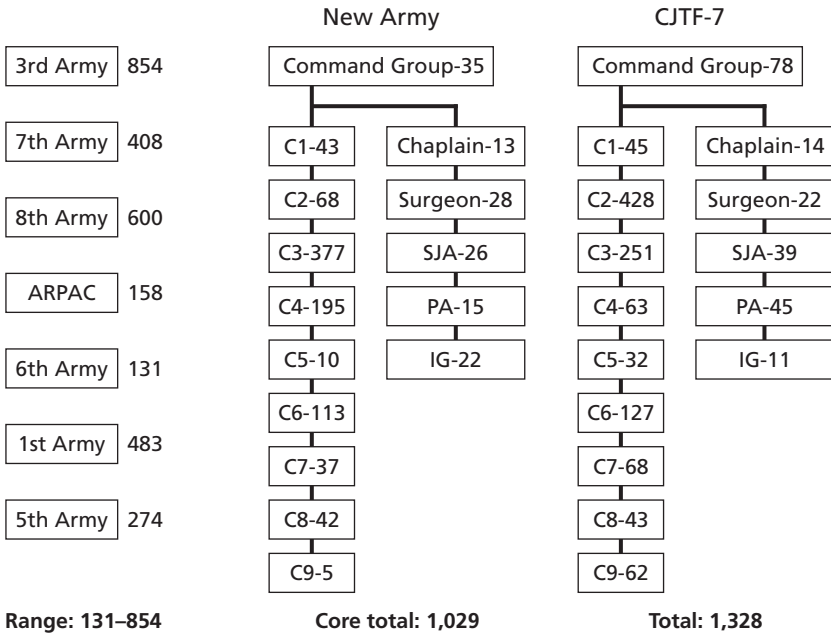 New Army CJTF-7
3rd Army 854 Command Group-35 Command Group-78
7th Army 408 C1-43 Chaplain-13 C1-45 Chaplain-14
8th Army 600 C2-68 Surgeon-28 C2-428 Surgeon-22
C3-377 SJA-26 C3-251 SJA-39
ARPAC 158 C4-195 PA-15 C4-63 PA-45
6th Army 131 C5-10 IG-22 C5-32 IG-11
C6-113 C6-127
1st Army 483 C7-37 C7-68
5th Army 274 C8-42 C8-43
C9-5 C9-62
Range: 131–854 Core total: 1,029 Total: 1,328